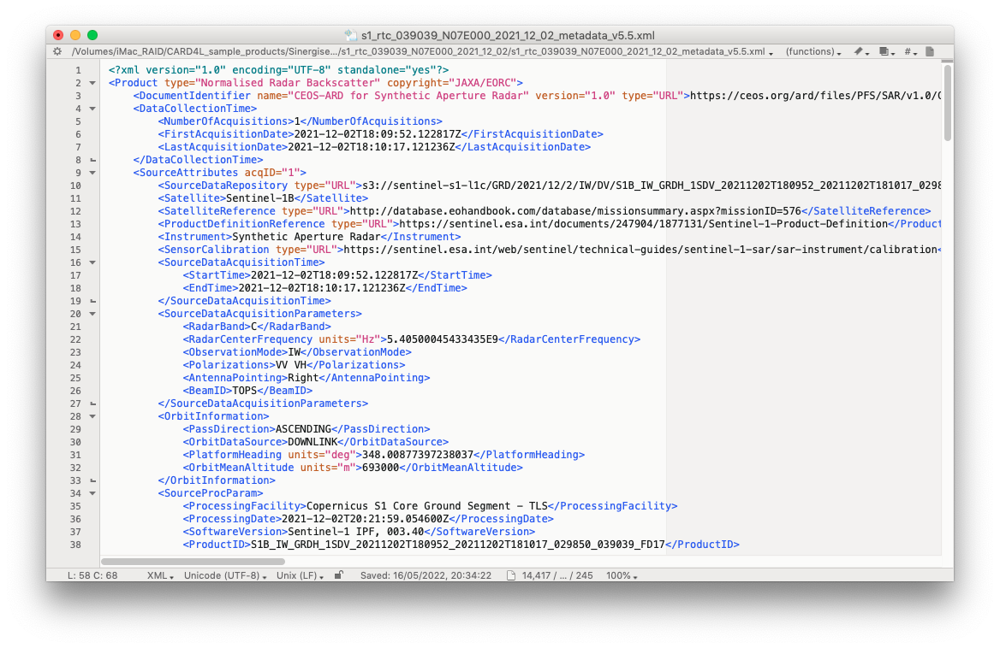 s1_rtc_039039_N07E000_2021_12_02_metadata_v5.5.xml
/Volumes/iMac_RAID/CARD4L_sample_products/Sinergise.../s1_rtc_039039_N07E000_2021_12_02/s1_rtc_039039_N07E000_2021_12_02_metadata_v5.5.xml (functions) #
1 <?xml version="1.0" encoding="UTF-8" standalone="yes"?>
2 <Product type="Normalised Radar Backscatter" copyright="JAXA/EORC">
3 <DocumentIdentifier name="CEOS-ARD for Synthetic Aperture Radar" version="1.0" type="URL">https://ceos.org/ard/files/PFS/SAR/v1.0/
4 <DataCollectionTime>
5 <NumberOfAcquisitions>1</NumberOfAcquisitions>
6 <FirstAcquisitionDate>2021-12-02T18:09:52.122817Z</FirstAcquisitionDate>
7 <LastAcquisitionDate>2021-12-02T18:10:17.121236Z</LastAcquisitionDate>
8 </DataCollectionTime>
9 <SourceAttributes acqID="1">
10 <SourceDataRepository type="URL">s3://sentinel-s1-l1c/GRD/2021/12/2/IW/DV/S1B_IW_GRDH_1SDV_20211202T180952_20211202T181017_0298
11 <Satellite>Sentinel-1B</Satellite>
12 <SatelliteReference type="URL">http://database.eohandbook.com/database/missionsummary.aspx?missionID=576</SatelliteReference>
13 <ProductDefinitionReference type="URL">https://sentinel.esa.int/documents/247904/1877131/Sentinel-1-Product-Definition</Product
14 <Instrument>Synthetic Aperture Radar</Instrument>
15 <SensorCalibration type="URL">https://sentinel.esa.int/web/sentinel/technical-guides/sentinel-1-sar/sar-instrument/calibration<
16 <SourceDataAcquisitionTime>
17 <StartTime>2021-12-02T18:09:52.122817Z</StartTime>
18 <EndTime>2021-12-02T18:10:17.121236Z</EndTime>
19 </SourceDataAcquisitionTime>
20 <SourceDataAcquisitionParameters>
21 <RadarBand>C</RadarBand>
22 <RadarCenterFrequency units="Hz">5.40500045433435E9</RadarCenterFrequency>
23 <ObservationMode>IW</ObservationMode>
24 <Polarizations>VV VH</Polarizations>
25 <AntennaPointing>Right</AntennaPointing>
26 <BeamID>TOPS</BeamID>
27 </SourceDataAcquisitionParameters>
28 <OrbitInformation>
29 <PassDirection>ASCENDING</PassDirection>
30 <OrbitDataSource>DOWNLINK</OrbitDataSource>
31 <PlatformHeading units="deg">348.00877397238037</PlatformHeading>
32 <OrbitMeanAltitude units="m">693000</OrbitMeanAltitude>
33 </OrbitInformation>
34 <SourceProcParam>
35 <ProcessingFacility>Copernicus S1 Core Ground Segment - TLS</ProcessingFacility>
36 <ProcessingDate>2021-12-02T20:21:59.054600Z</ProcessingDate>
37 <SoftwareVersion>Sentinel-1 IPF, 003.40</SoftwareVersion>
38 <ProductID>S1B_IW_GRDH_1SDV_20211202T180952_20211202T181017_029850_039039_FD17</ProductID>
L: 58 C: 68 XML Unicode (UTF-8) Unix (LF) Saved: 16/05/2022, 20:34:22 14,417 / ... / 245 100%